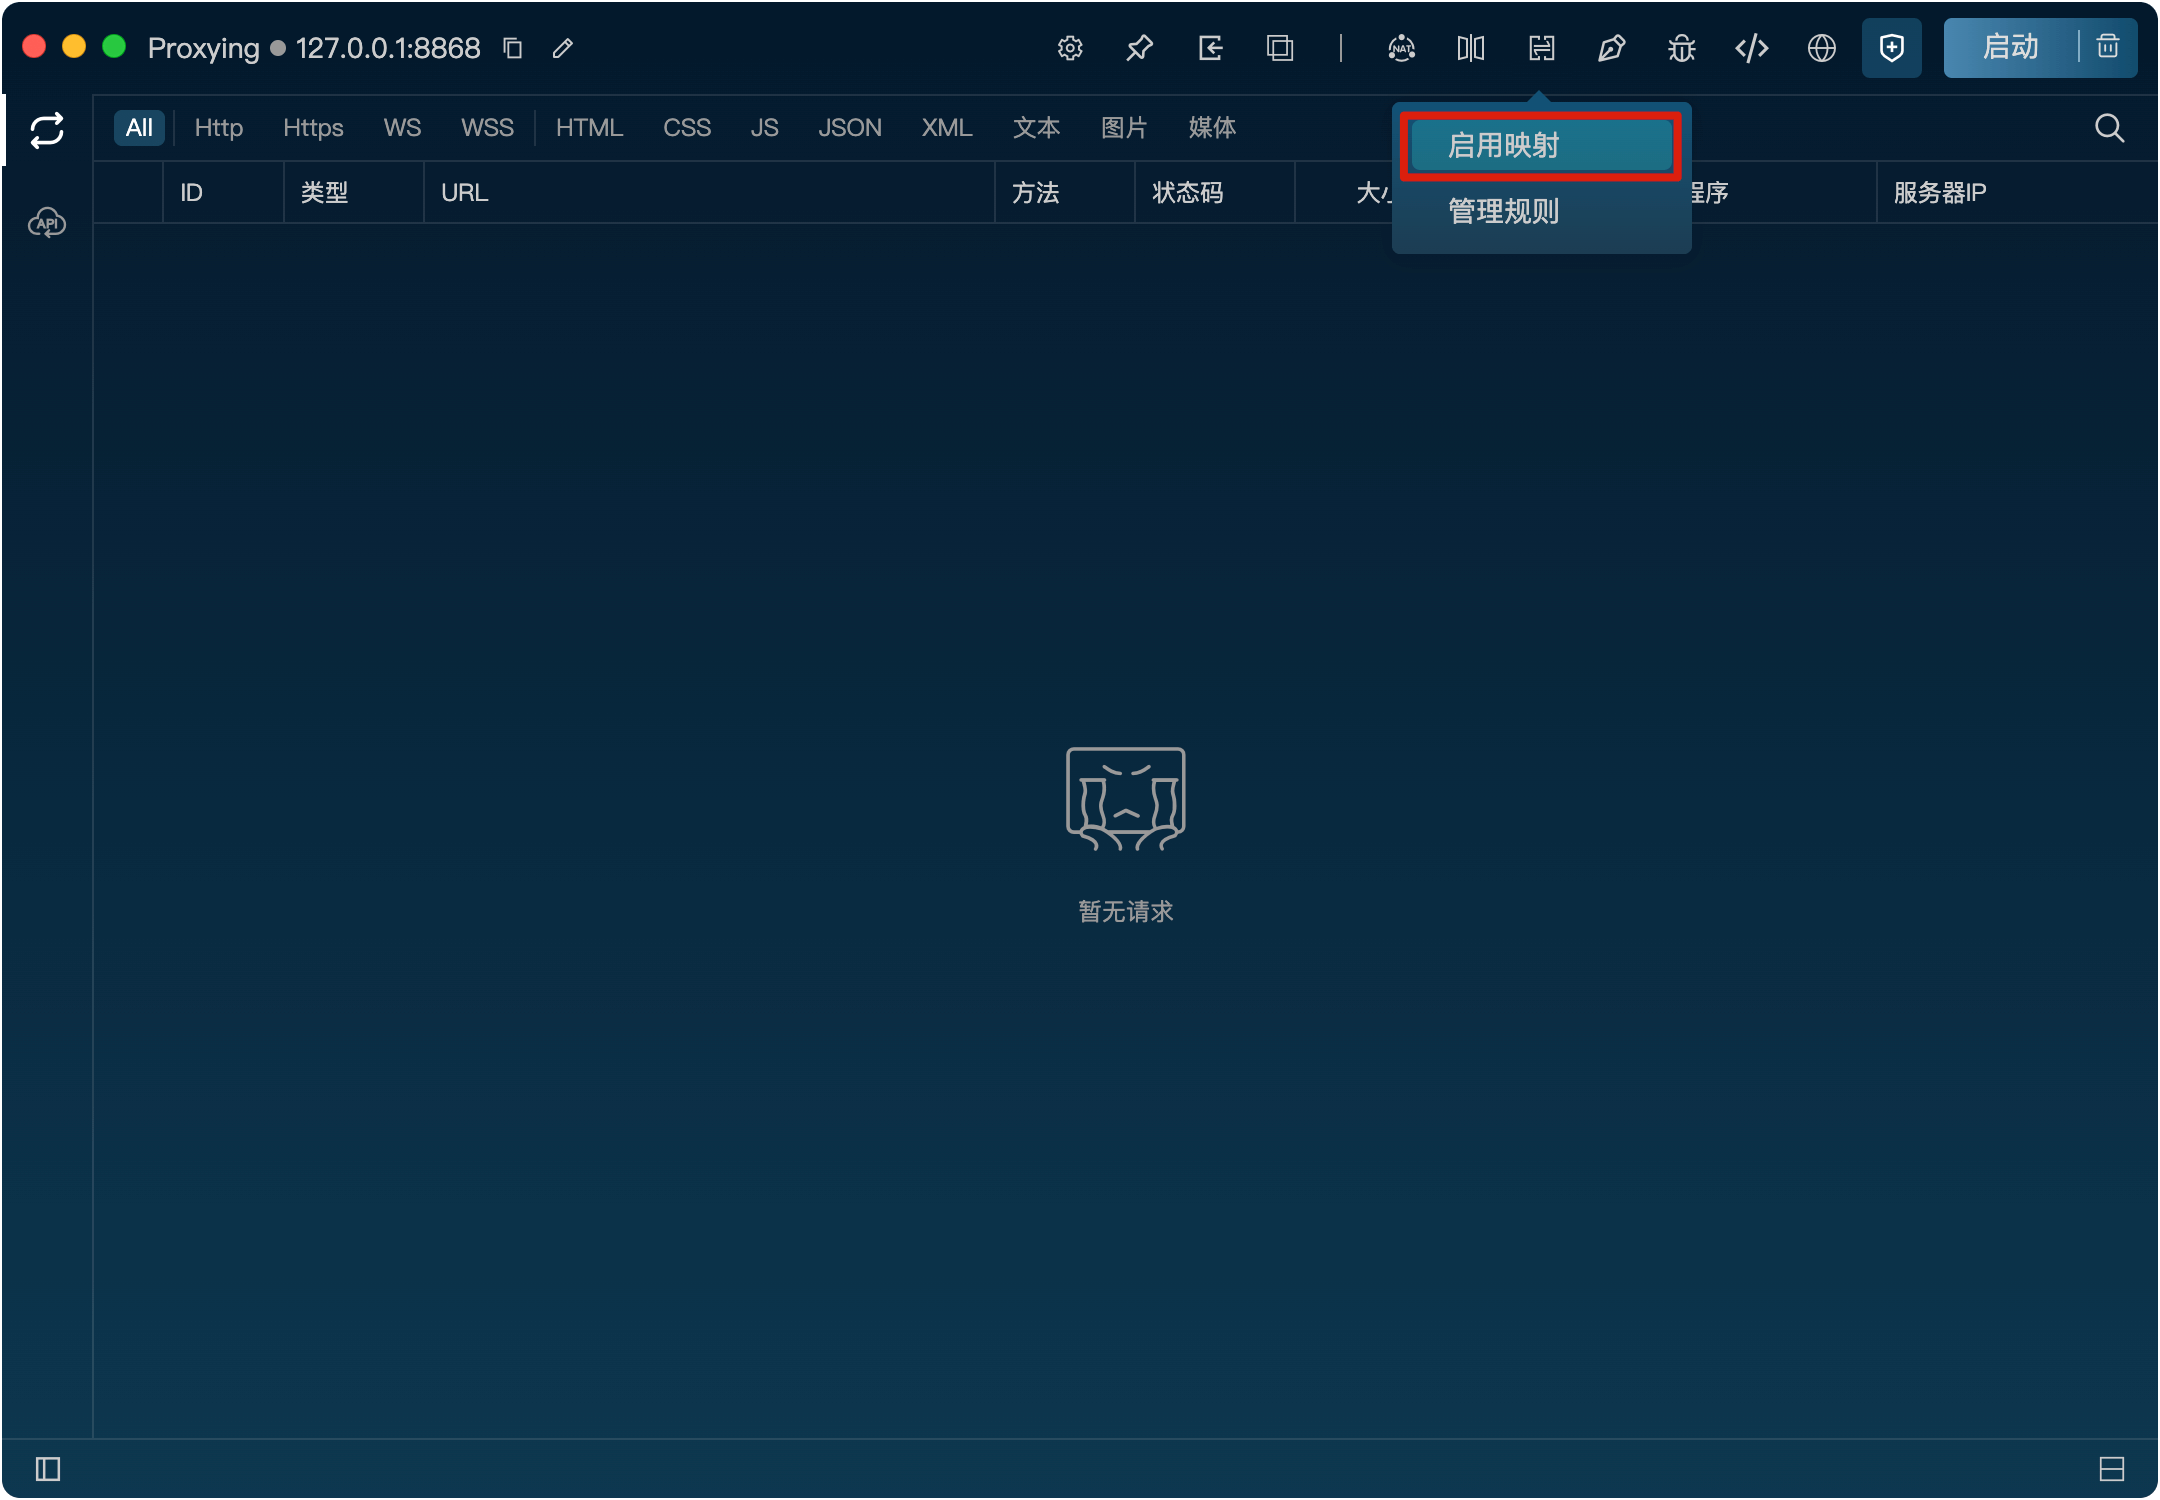 Proxying 127.0.0.1:8868
NAT
启动
All Http Https WS WSS HTML CSS JS JSON XML 文本 图片 媒体
启用映射
管理规则
API
ID 类型 URL 方法 状态码 大小 程序 服务器IP
暂无请求